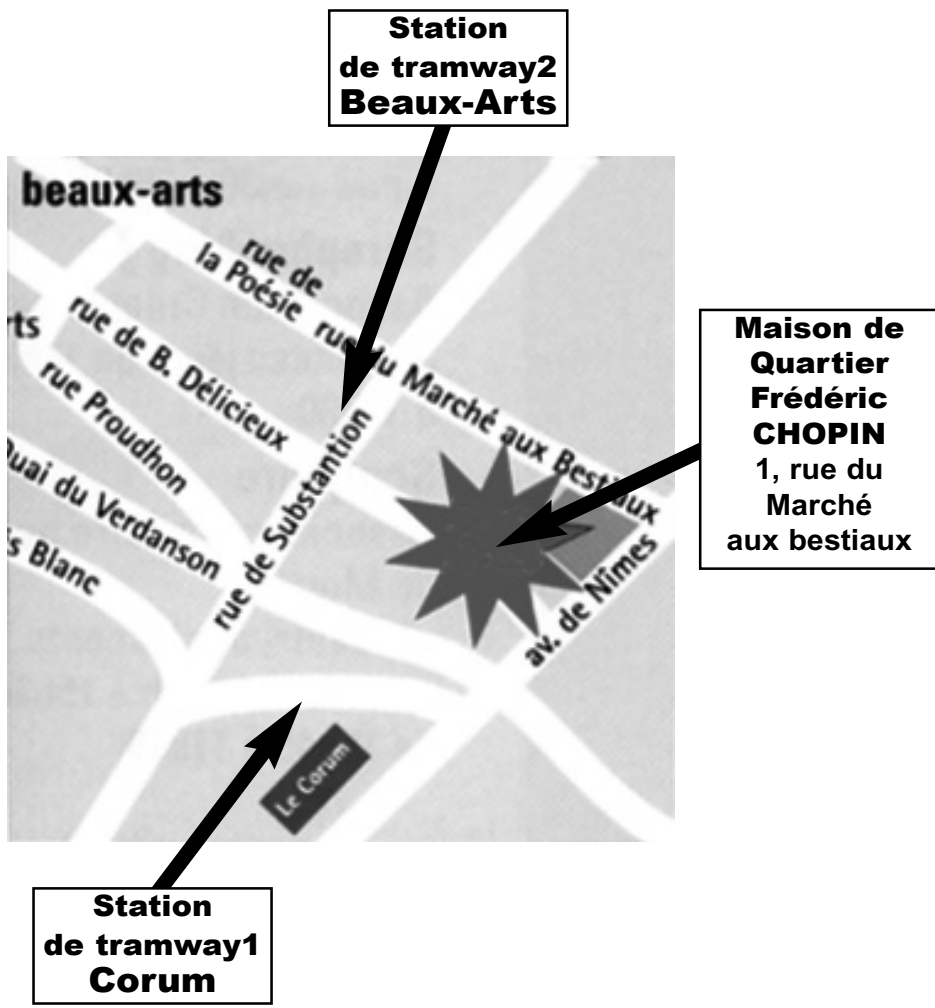 Station
de tramway2
Beaux-Arts
beaux-arts
rue de
la Poésie
rue du Marché aux Bestiaux
rts
rue de B. Délicieux
rue Proudhon
Quai du Verdanson
is Blanc
rue de Substantion
av. de Nîmes
Le Corum
Maison de
Quartier
Frédéric
CHOPIN
1, rue du
Marché
aux bestiaux
Station
de tramway1
Corum